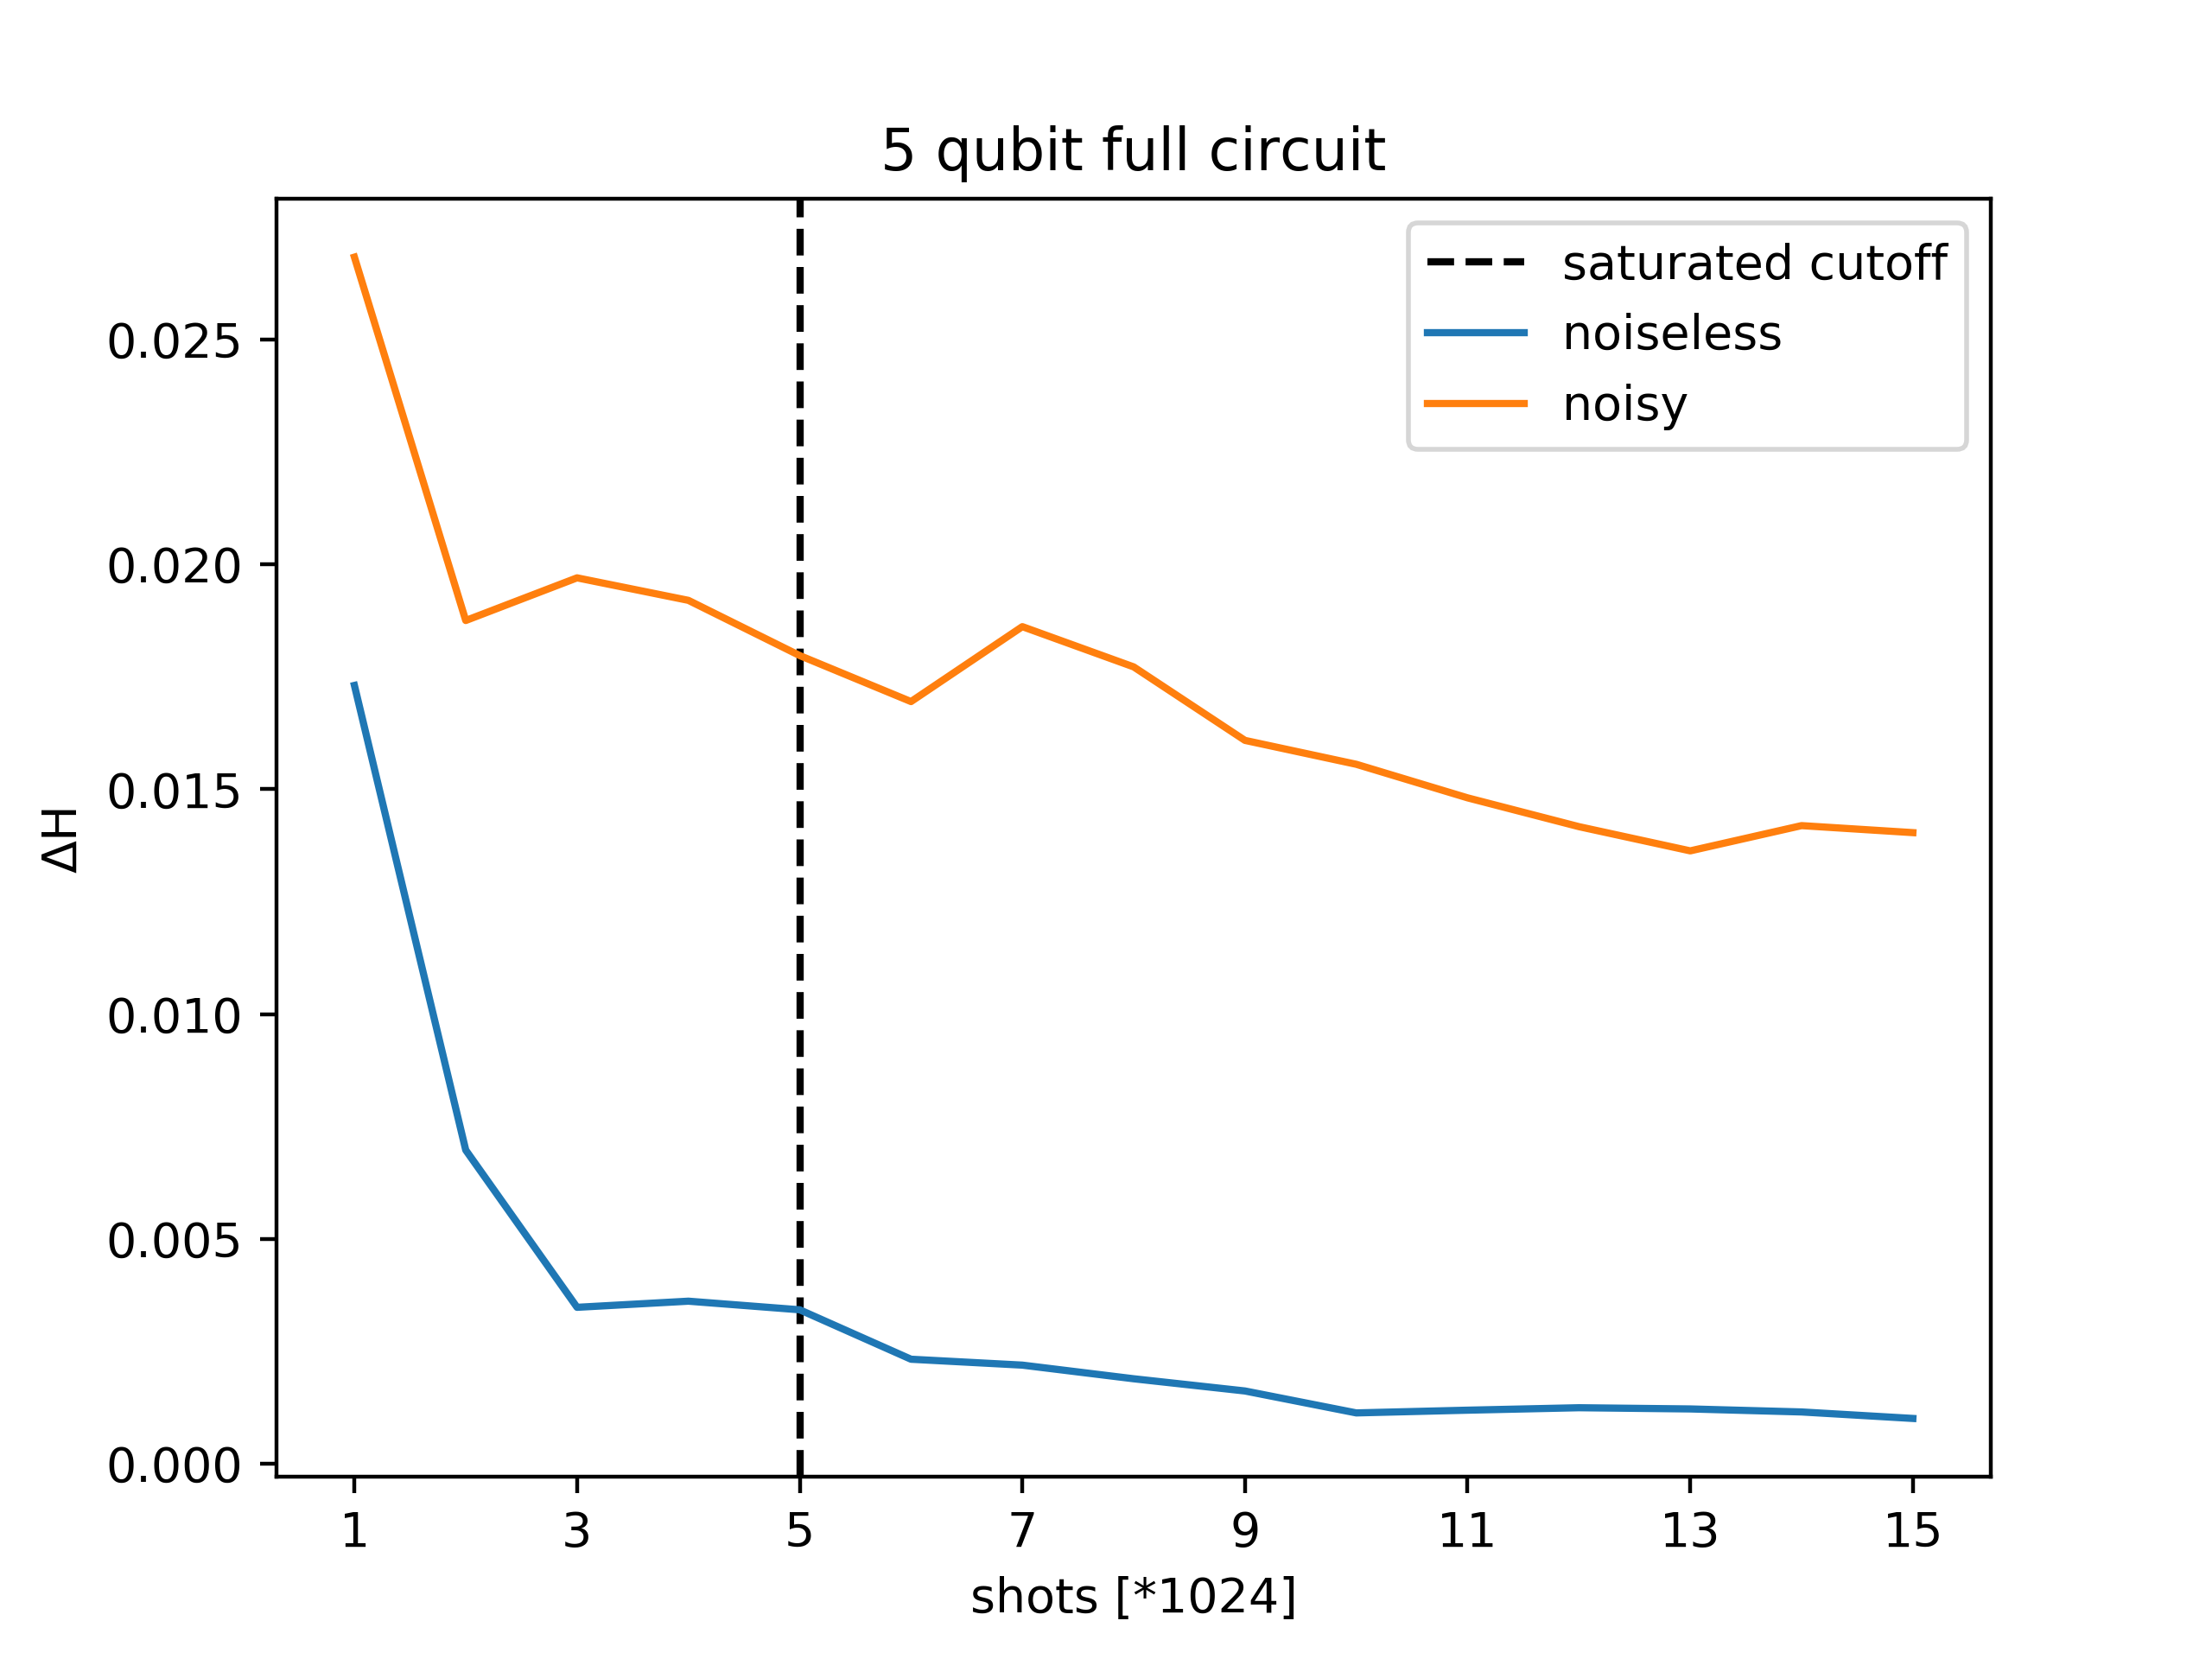 5 qubit full circuit
saturated cutoff
noiseless
noisy
0.025
0.020
0.015
0.010
0.005
0.000
ΔH
1 3 5 7 9 11 13 15
shots [*1024]